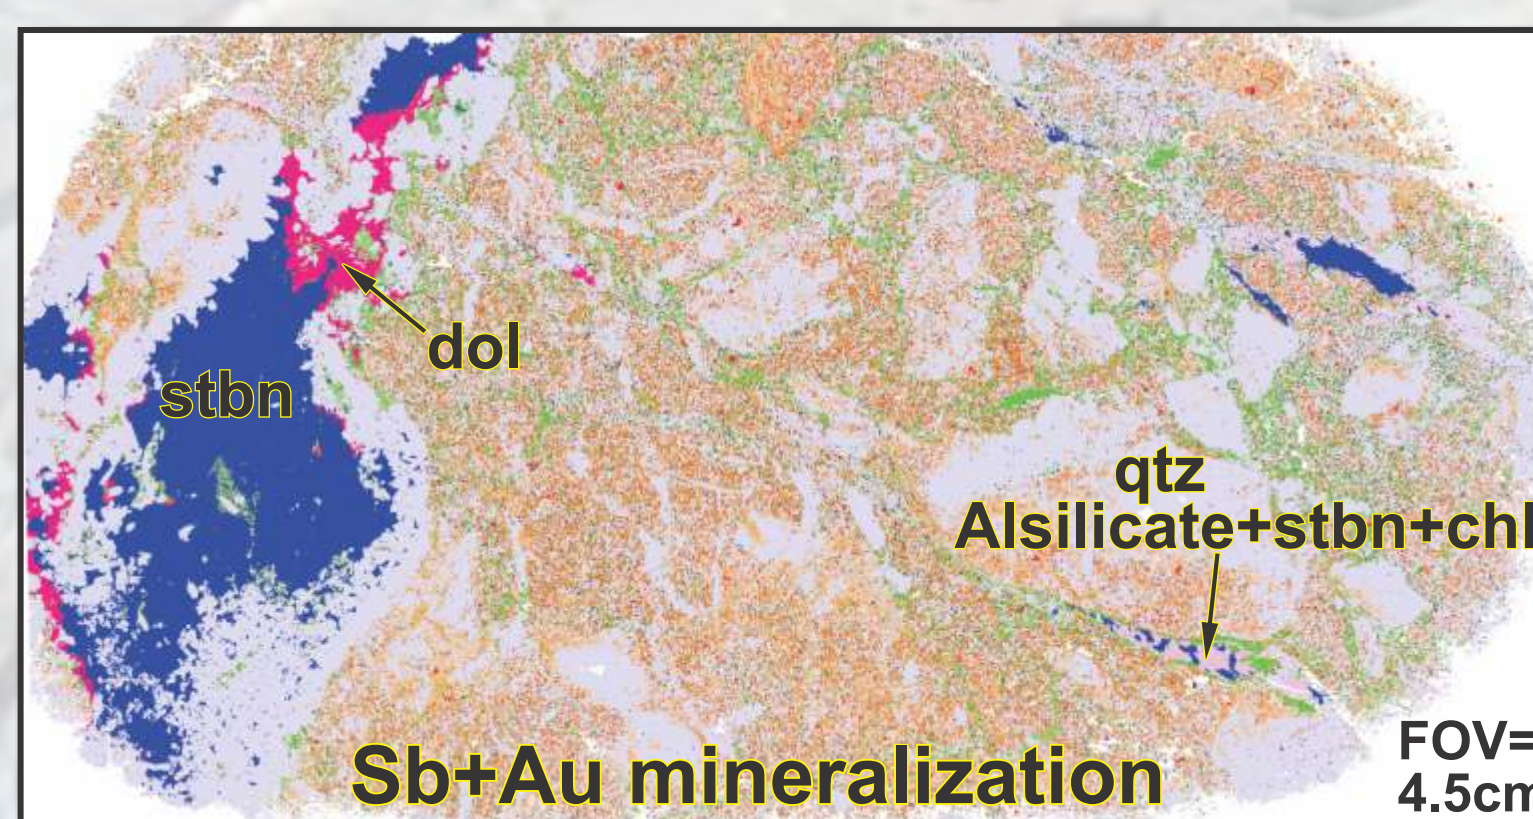 dol
stbn
qtz
Alsilicate+stbn+chl
Sb+Au mineralization
FOV=
4.5cm